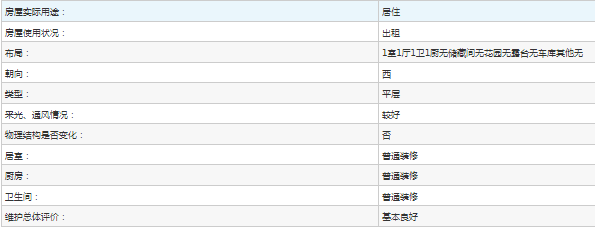 房屋实际用途： 居住
房屋使用状况： 出租
布局： 1室1厅1卫1厨无储藏间无花园无露台无车库其他无
朝向： 西
类型： 平层
采光、通风情况： 较好
物理结构是否变化： 否
居室： 普通装修
厨房： 普通装修
卫生间： 普通装修
维护总体评价： 基本良好